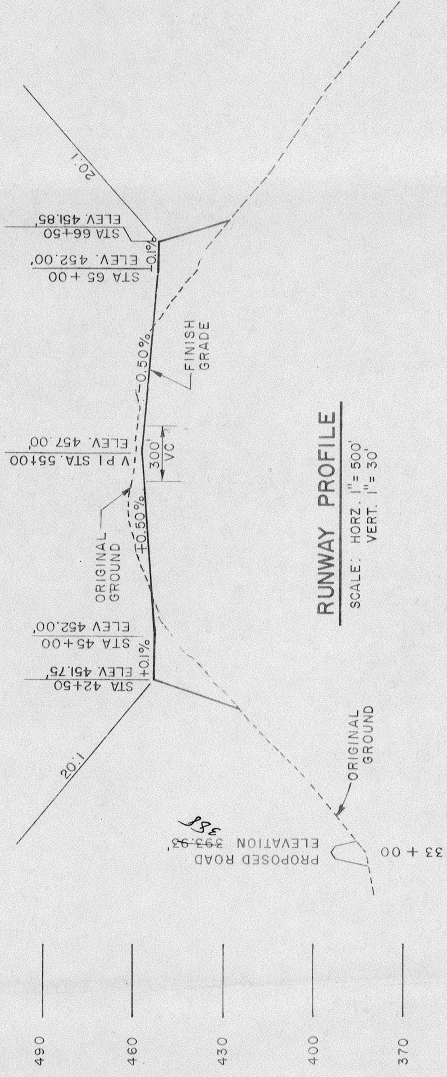 20:1
STA 42+50
ELEV 451.75'
+0.1%
STA 45+00
ELEV 452.00'
ORIGINAL
GROUND
+0.50%
V P I STA. 55+00
ELEV. 457.00'
300'
VC
-0.50%
FINISH
GRADE
STA 65+00
ELEV. 452.00'
-0.1%
STA 66+50
ELEV. 451.85'
20:1
PROPOSED ROAD
ELEVATION 393.93'
388
33+00
ORIGINAL
GROUND
490
460
430
400
370
RUNWAY PROFILE
SCALE: HORZ. 1"=500'
VERT. 1"=30'